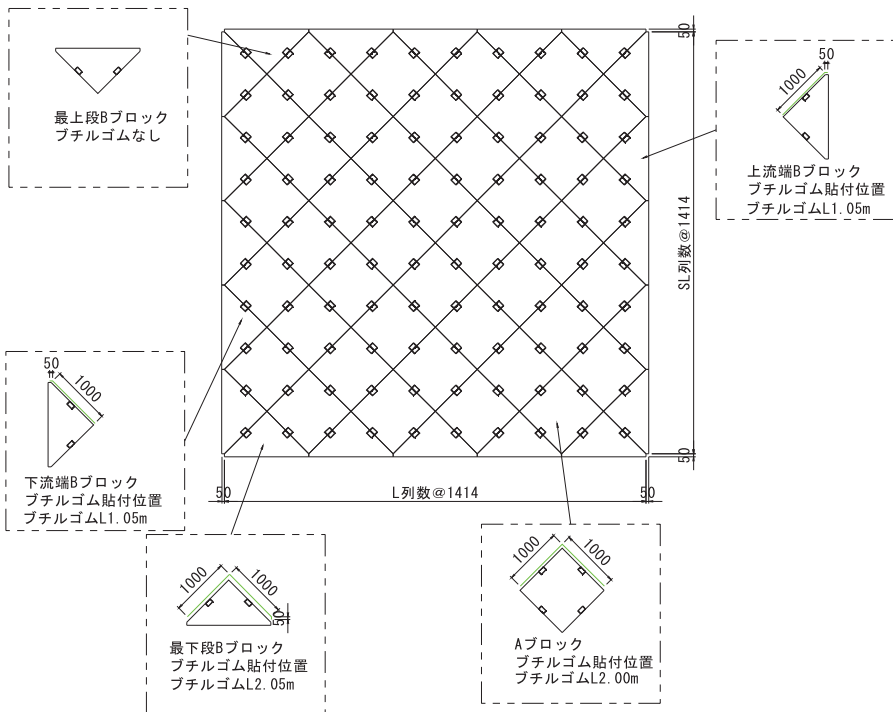 最上段Bブロック
ブチルゴムなし
50
50
1000
上流端Bブロック
ブチルゴム貼付位置
ブチルゴムL1.05m
SL列数@1414
50
50
1000
下流端Bブロック
ブチルゴム貼付位置
ブチルゴムL1.05m
50
L列数@1414
50
1000
1000
50
最下段Bブロック
ブチルゴム貼付位置
ブチルゴムL2.05m
1000
1000
Aブロック
ブチルゴム貼付位置
ブチルゴムL2.00m